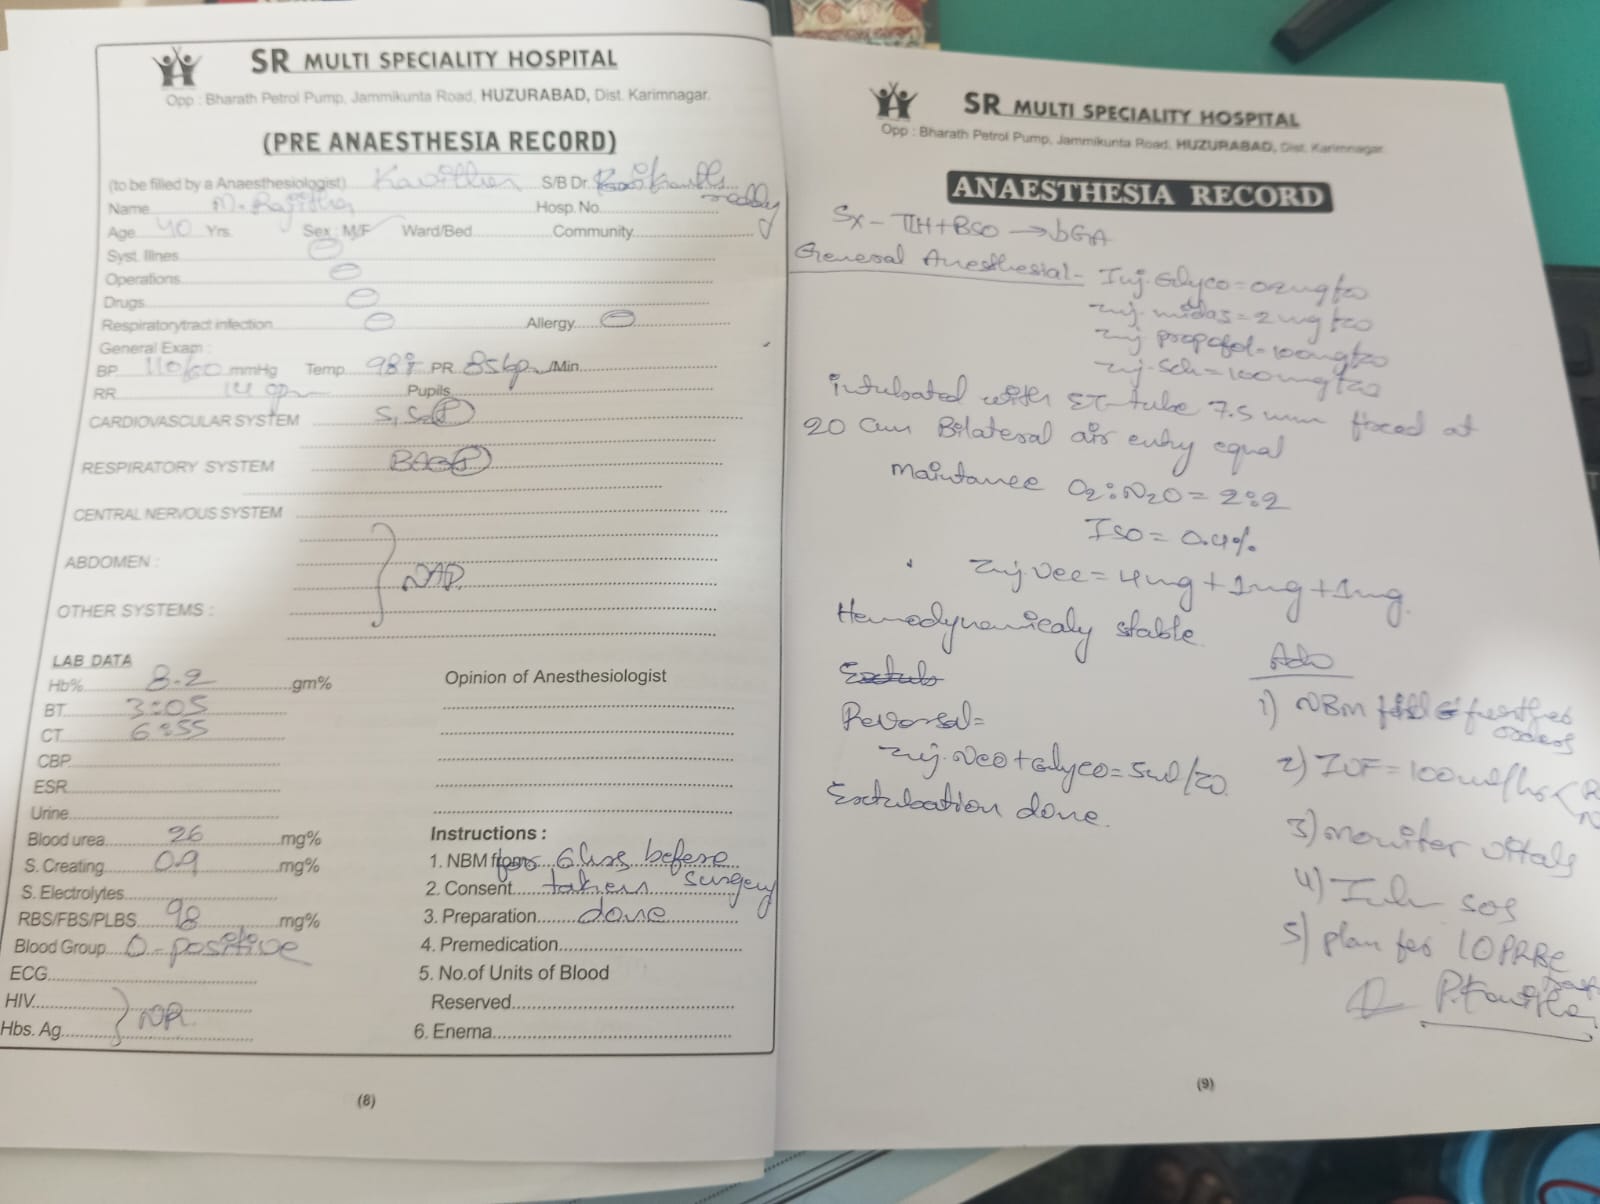 SR MULTI SPECIALITY HOSPITAL
Opp : Bharath Petrol Pump, Jammikunta Road, HUZURABAD, Dist. Karimnagar.
(PRE ANAESTHESIA RECORD)
(to be filled by a Anaesthesiologist) S/B Dr. reddy
Name Hosp. No.
Age 40 Yrs. Sex : M/F Ward/Bed Community
Syst. Illnes
Operations
Drugs
Respiratorytract infection Allergy
General Exam :
BP mmHg Temp 98°F PR /Min.
RR 14 Pupils
CARDIOVASCULAR SYSTEM S1 S2
RESPIRATORY SYSTEM
CENTRAL NERVOUS SYSTEM
ABDOMEN : NAD
OTHER SYSTEMS :
LAB DATA
Hb% 8.2 gm%
BT 3:05
CT 6:55
CBP
ESR
Urine
Blood urea 26 mg%
S. Creating 0.9 mg%
S. Electrolytes
RBS/FBS/PLBS 98 mg%
Blood Group O-positive
ECG
HIV
Hbs. Ag NR.
Opinion of Anesthesiologist
Instructions :
1. NBM from 6 hrs before surgery
2. Consent taken
3. Preparation done
4. Premedication
5. No.of Units of Blood
Reserved
6. Enema
(8)
SR MULTI SPECIALITY HOSPITAL
Opp : Bharath Petrol Pump, Jammikunta Road, HUZURABAD, Dist. Karimnagar.
ANAESTHESIA RECORD
Sx - TLH+BSO →
General Anesthesia - Inj. Glyco = 0.2mg
Inj. midas = 2 mg
Inj propofol = 100mg
Inj. Sch = 100mg
intubated with ET-tube 7.5 mm fixed at
20 cm Bilateral air entry equal
maintance O2:N2O = 2:2
ISO = 0.4%
Inj. Vec = 4mg + 1mg + 1mg.
Hemodynamicaly stable
Reversal =
Inj. Neo + Glyco = 5ml
Extubation done.
Adv
1) NBM till further orders
2) IVF = 100ml/hr
3) moniter vitals
4) sos
5) plan for
(9)